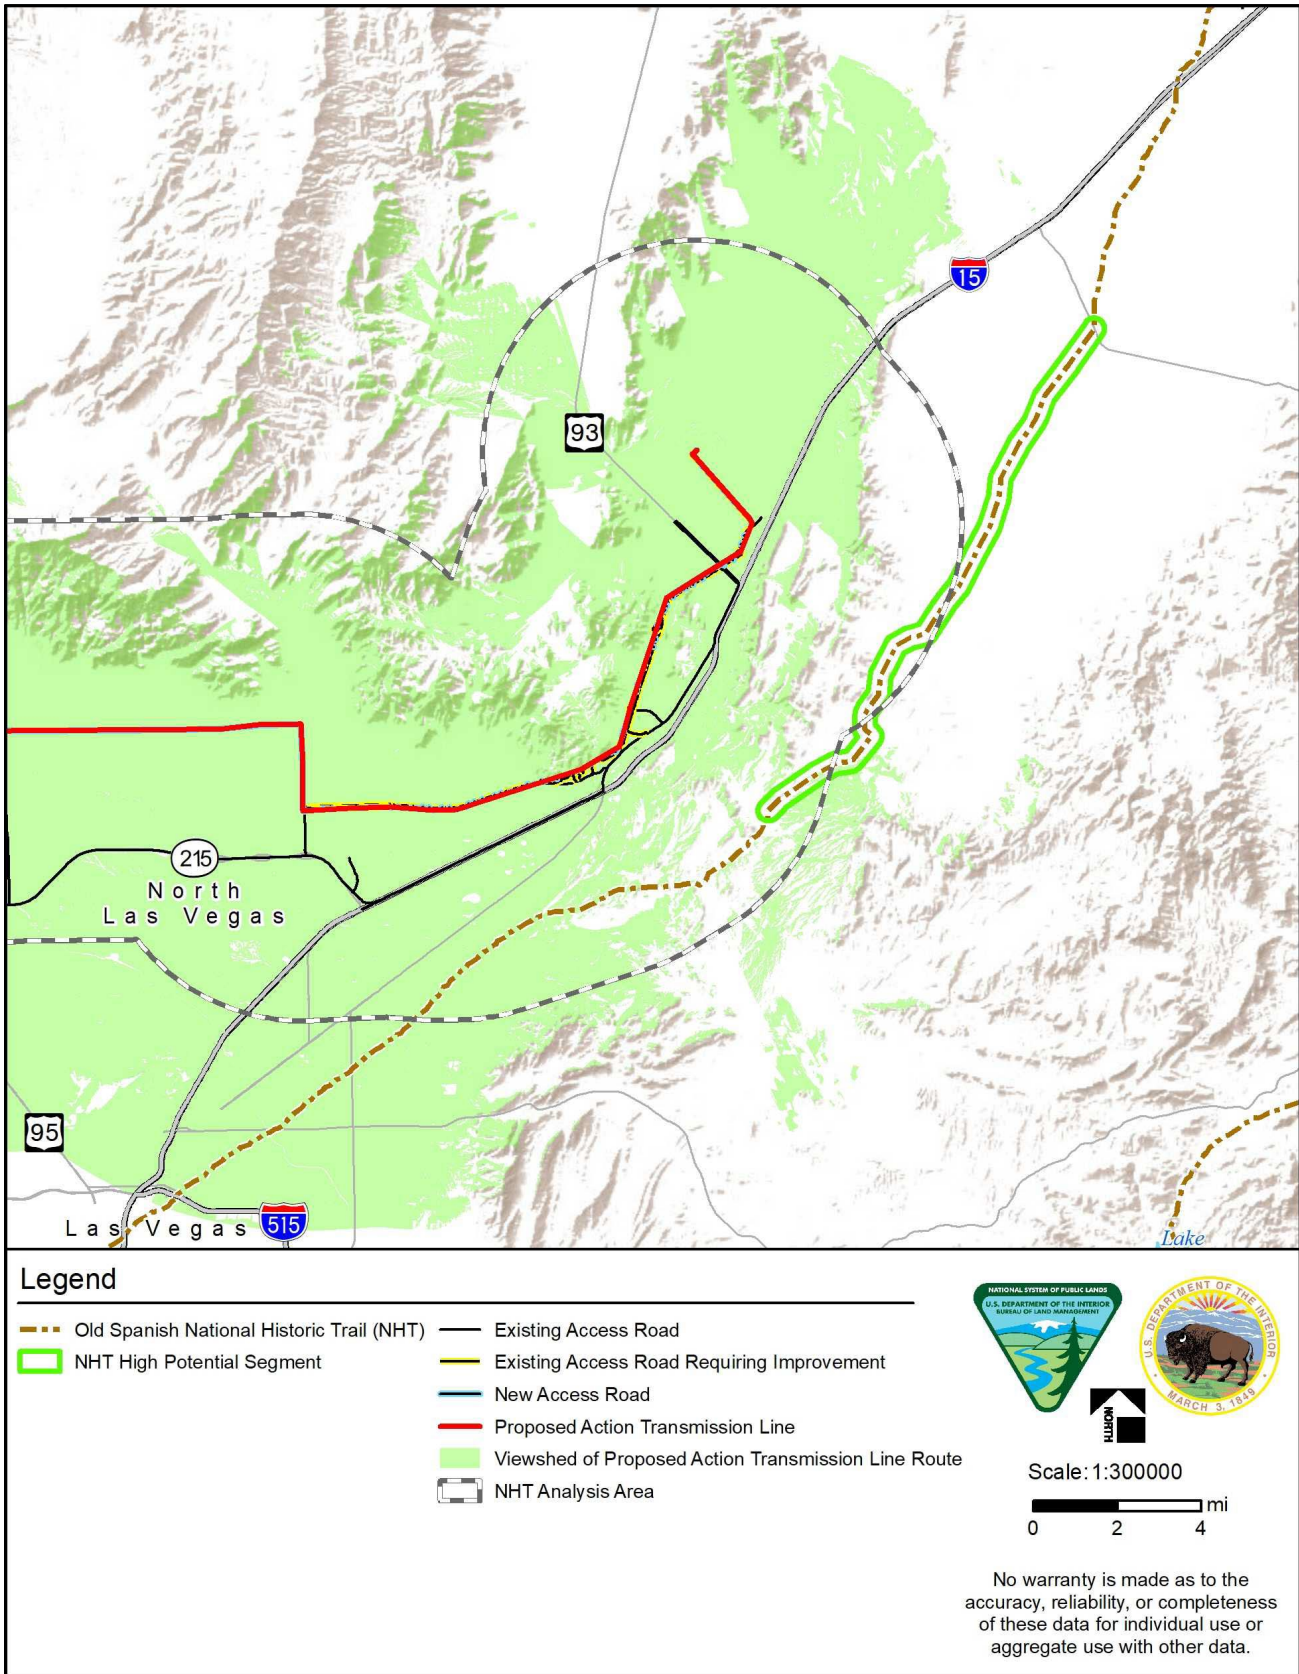 15
93
215
North
Las Vegas
95
Las Vegas
515
Lake
Legend
Old Spanish National Historic Trail (NHT)
NHT High Potential Segment
Existing Access Road
Existing Access Road Requiring Improvement
New Access Road
Proposed Action Transmission Line
Viewshed of Proposed Action Transmission Line Route
NHT Analysis Area
NATIONAL SYSTEM OF PUBLIC LANDS
U.S. DEPARTMENT OF THE INTERIOR
BUREAU OF LAND MANAGEMENT
U.S. DEPARTMENT OF THE INTERIOR
MARCH 3, 1849
NORTH
Scale: 1:300000
mi
0 2 4
No warranty is made as to the
accuracy, reliability, or completeness
of these data for individual use or
aggregate use with other data.